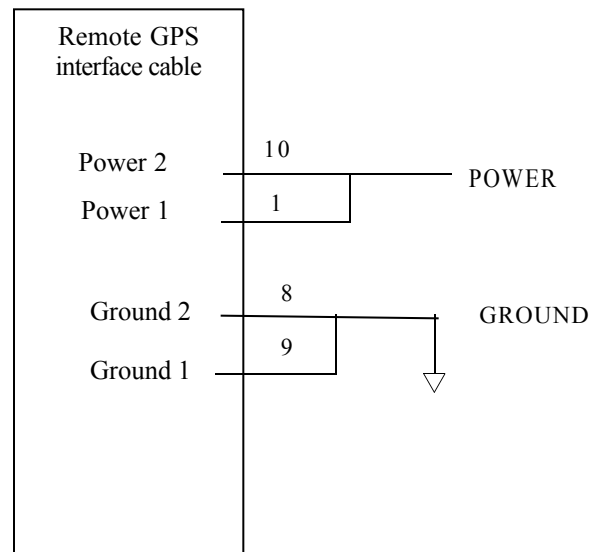 Remote GPS
interface cable
10
Power 2
POWER
Power 1
1
8
Ground 2
GROUND
9
Ground 1